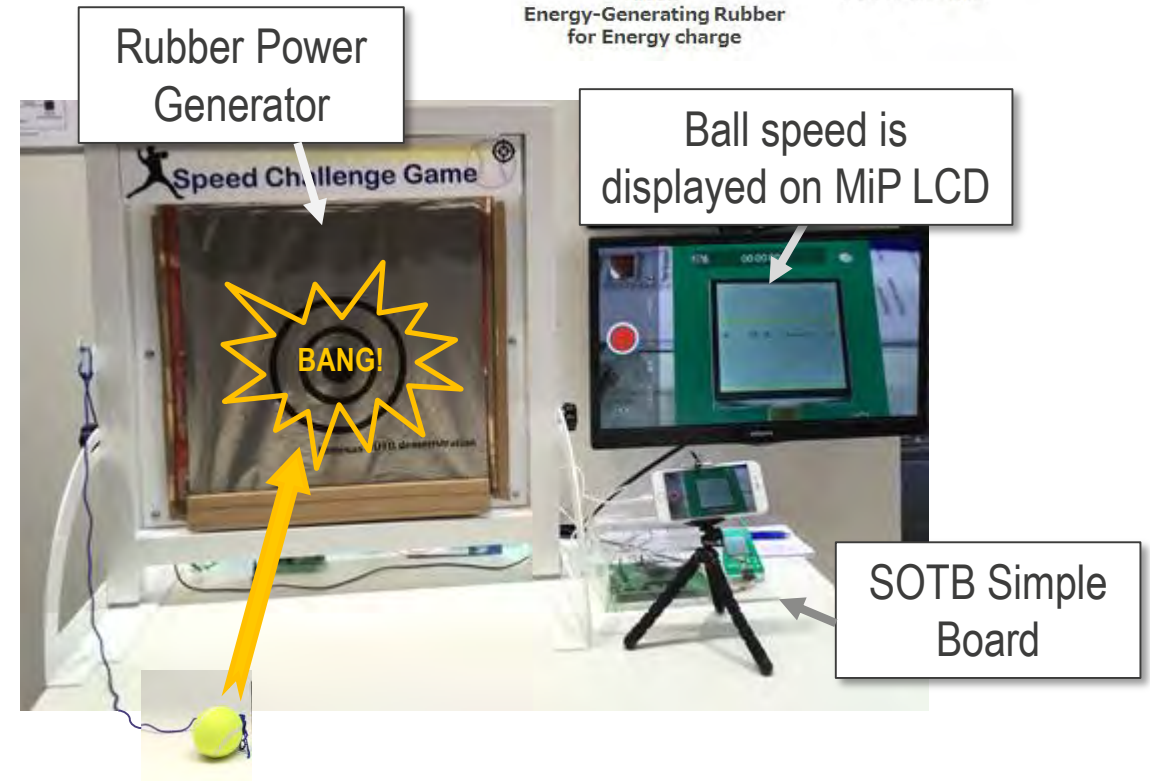 Energy-Generating Rubber
for Energy charge
Rubber Power
Generator
Ball speed is
displayed on MiP LCD
Speed Challenge Game
BANG!
demonstration
SOTB Simple
Board